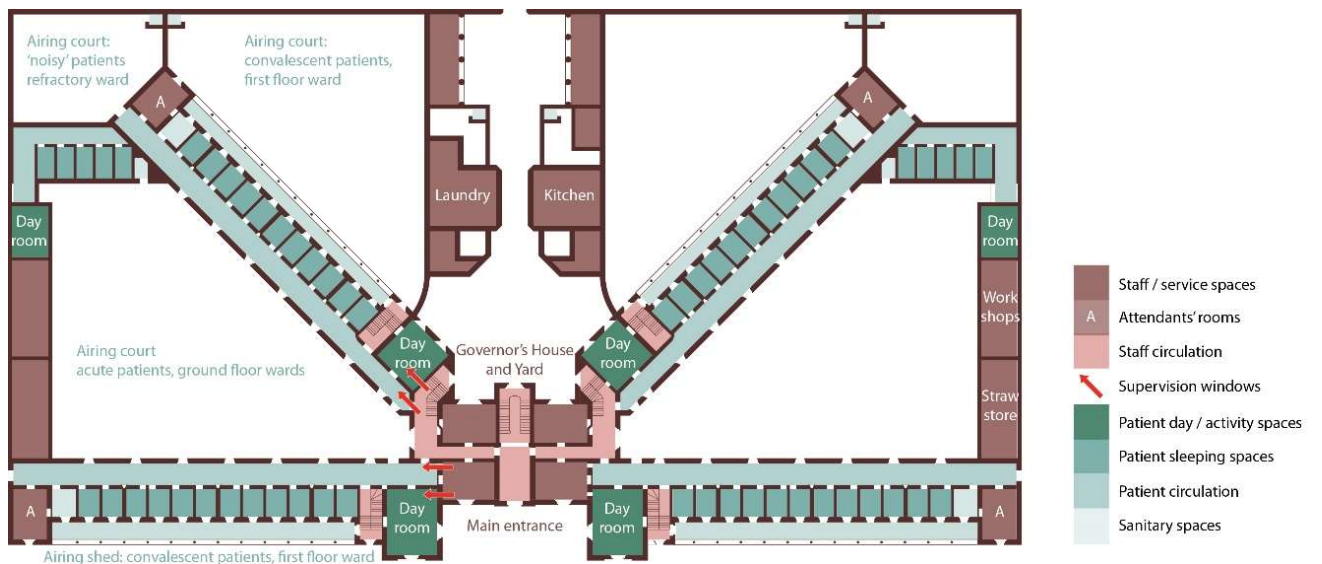 Airing court:
‘noisy’ patients
refractory ward
Airing court:
convalescent patients,
first floor ward
A
A
Laundry
Kitchen
Day
room
Day
room
Day
room
Day
room
Work
shops
Straw
store
Airing court
acute patients, ground floor wards
Governor’s House
and Yard
A
Day
room
Main entrance
Day
room
A
Airing shed: convalescent patients, first floor ward
Staff / service spaces
A
Attendants’ rooms
Staff circulation
Supervision windows
Patient day / activity spaces
Patient sleeping spaces
Patient circulation
Sanitary spaces